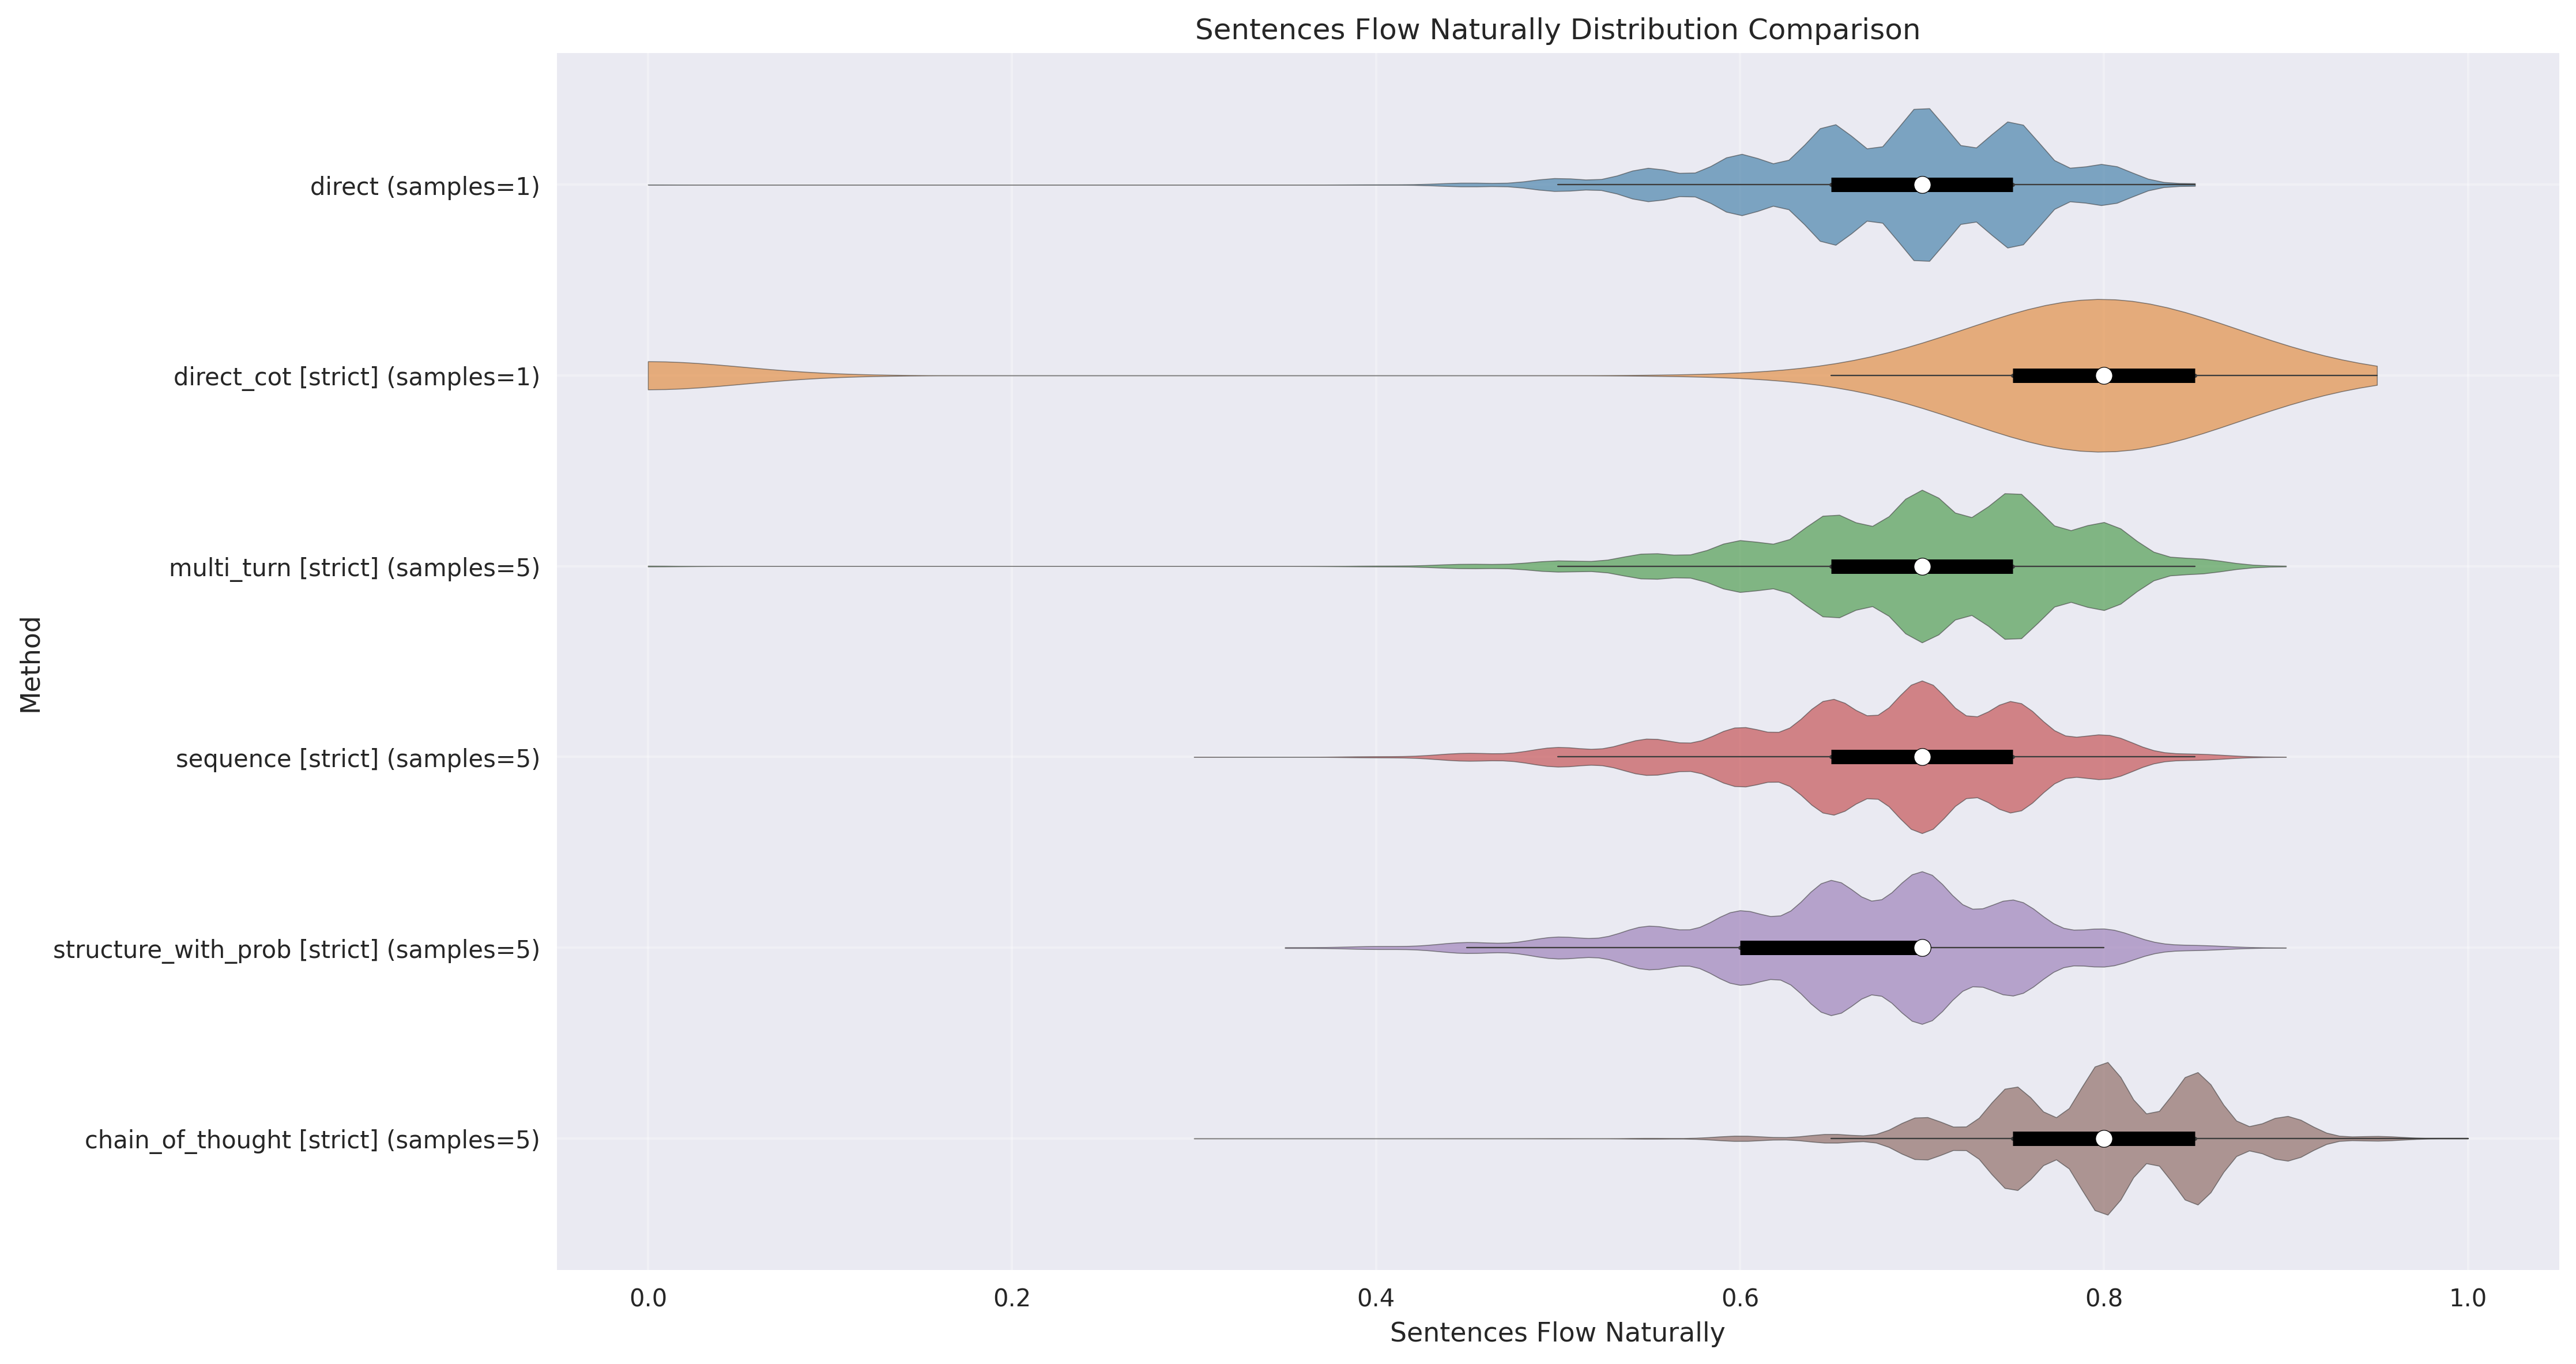 Sentences Flow Naturally Distribution Comparison
Method
direct (samples=1)
direct_cot [strict] (samples=1)
multi_turn [strict] (samples=5)
sequence [strict] (samples=5)
structure_with_prob [strict] (samples=5)
chain_of_thought [strict] (samples=5)
0.0 0.2 0.4 0.6 0.8 1.0
Sentences Flow Naturally